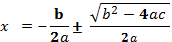 x = − b/2a ± √(b² − 4ac)/2a